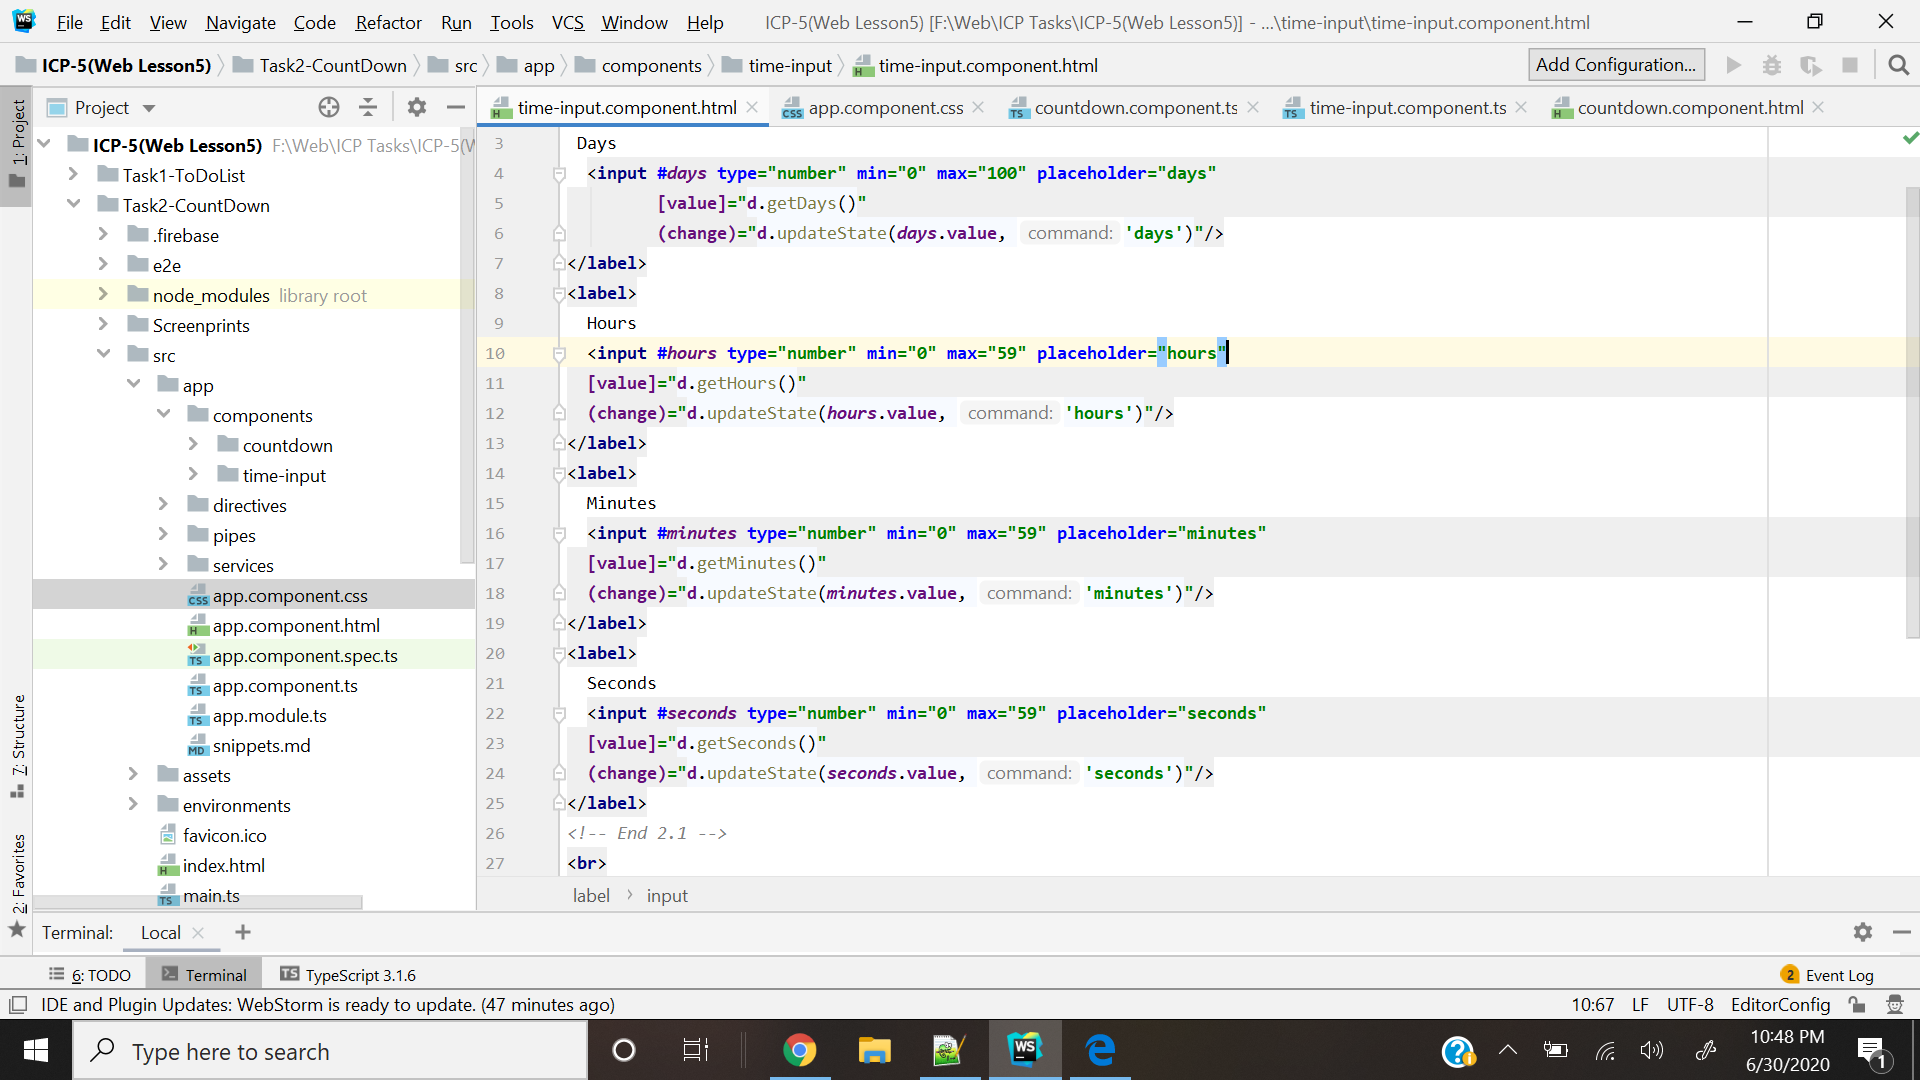 File Edit View Navigate Code Refactor Run Tools VCS Window Help ICP-5(Web Lesson5) [F:\Web\ICP Tasks\ICP-5(Web Lesson5)] - ...\time-input\time-input.component.html
ICP-5(Web Lesson5) Task2-CountDown src app components time-input time-input.component.html Add Configuration...
1: Project
Project
time-input.component.html app.component.css countdown.component.ts time-input.component.ts countdown.component.html
ICP-5(Web Lesson5) F:\Web\ICP Tasks\ICP-5(W
Task1-ToDoList
Task2-CountDown
.firebase
e2e
node_modules library root
Screenprints
src
app
components
countdown
time-input
directives
pipes
services
app.component.css
app.component.html
app.component.spec.ts
app.component.ts
app.module.ts
snippets.md
assets
environments
favicon.ico
index.html
main.ts
7: Structure
2: Favorites
3 Days
4 <input #days type="number" min="0" max="100" placeholder="days"
5 [value]="d.getDays()"
6 (change)="d.updateState(days.value, command: 'days')"/>
7 </label>
8 <label>
9 Hours
10 <input #hours type="number" min="0" max="59" placeholder="hours"
11 [value]="d.getHours()"
12 (change)="d.updateState(hours.value, command: 'hours')"/>
13 </label>
14 <label>
15 Minutes
16 <input #minutes type="number" min="0" max="59" placeholder="minutes"
17 [value]="d.getMinutes()"
18 (change)="d.updateState(minutes.value, command: 'minutes')"/>
19 </label>
20 <label>
21 Seconds
22 <input #seconds type="number" min="0" max="59" placeholder="seconds"
23 [value]="d.getSeconds()"
24 (change)="d.updateState(seconds.value, command: 'seconds')"/>
25 </label>
26 <!-- End 2.1 -->
27 <br>
label input
Terminal: Local
6: TODO Terminal TypeScript 3.1.6 2 Event Log
IDE and Plugin Updates: WebStorm is ready to update. (47 minutes ago) 10:67 LF UTF-8 EditorConfig
Type here to search
10:48 PM
6/30/2020
1